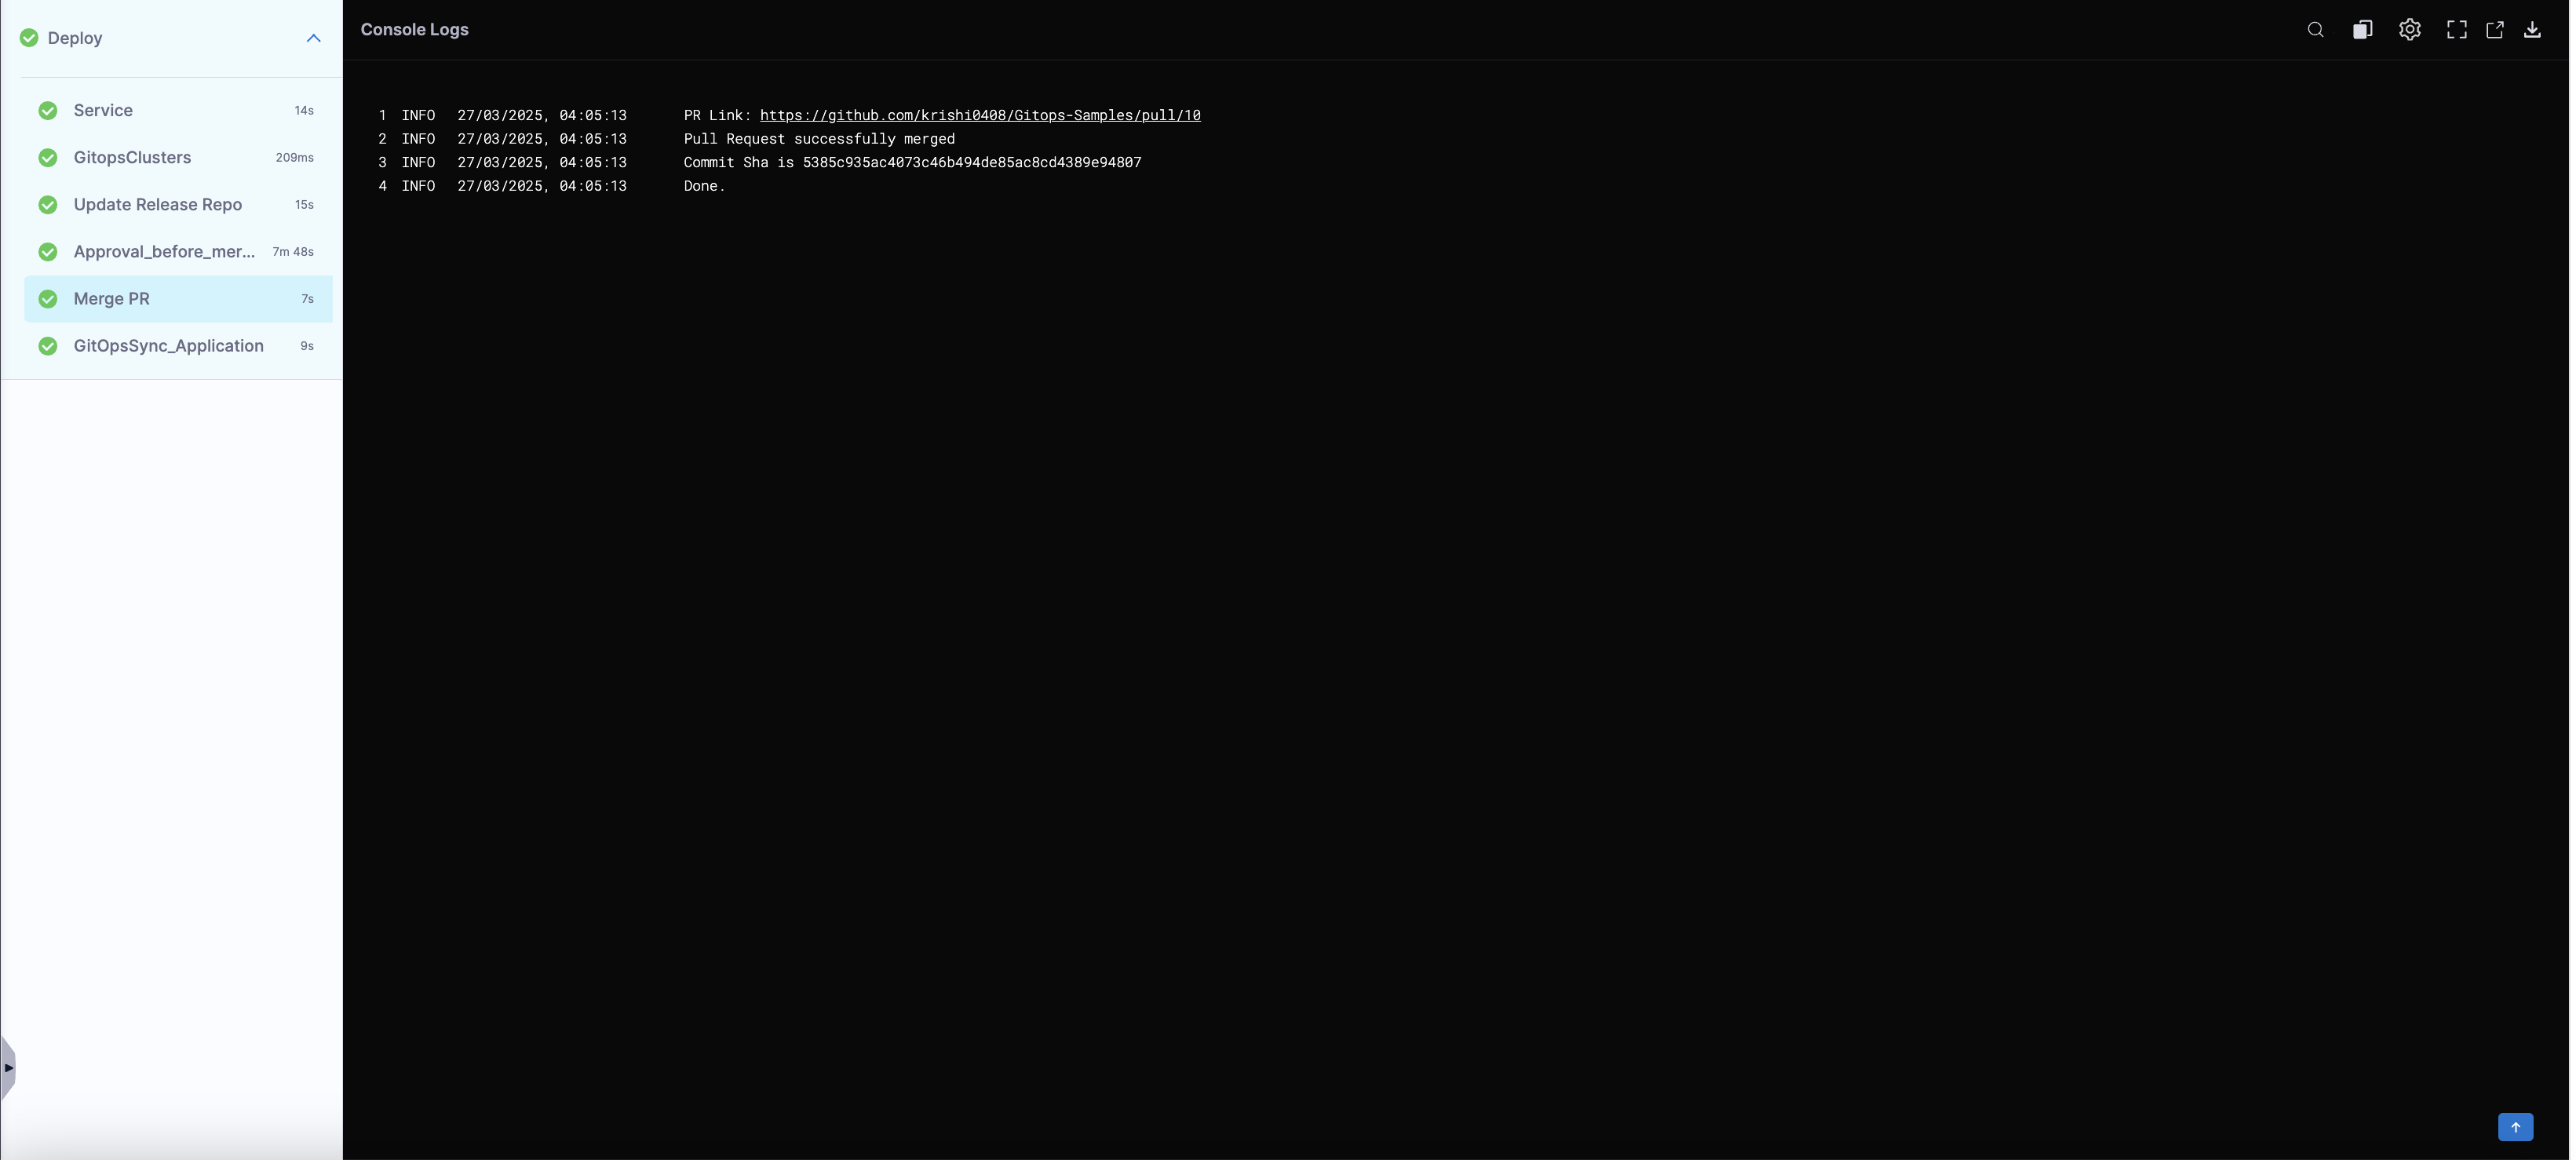 Deploy
Service 14s
GitopsClusters 209ms
Update Release Repo 15s
Approval_before_mer... 7m 48s
Merge PR 7s
GitOpsSync_Application 9s
Console Logs
1 INFO 27/03/2025, 04:05:13 PR Link: https://github.com/krishi0408/Gitops-Samples/pull/10
2 INFO 27/03/2025, 04:05:13 Pull Request successfully merged
3 INFO 27/03/2025, 04:05:13 Commit Sha is 5385c935ac4073c46b494de85ac8cd4389e94807
4 INFO 27/03/2025, 04:05:13 Done.